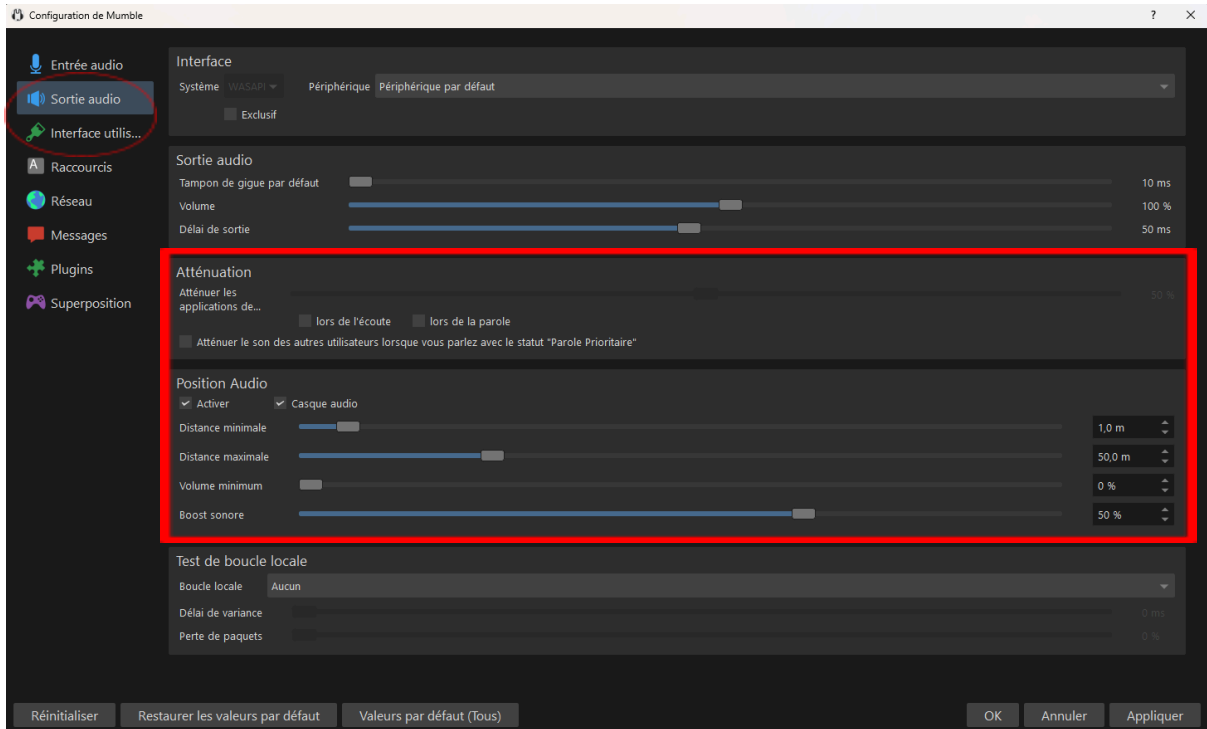 Configuration de Mumble
?
Entrée audio
Sortie audio
Interface utilis...
Raccourcis
Réseau
Messages
Plugins
Superposition
Interface
Système WASAPI Périphérique Périphérique par défaut
Exclusif
Sortie audio
Tampon de gigue par défaut 10 ms
Volume 100 %
Délai de sortie 50 ms
Atténuation
Atténuer les
applications de... 50 %
lors de l'écoute lors de la parole
Atténuer le son des autres utilisateurs lorsque vous parlez avec le statut "Parole Prioritaire"
Position Audio
Activer Casque audio
Distance minimale 1,0 m
Distance maximale 50,0 m
Volume minimum 0 %
Boost sonore 50 %
Test de boucle locale
Boucle locale Aucun
Délai de variance 0 ms
Perte de paquets 0 %
Réinitialiser Restaurer les valeurs par défaut Valeurs par défaut (Tous) OK Annuler Appliquer